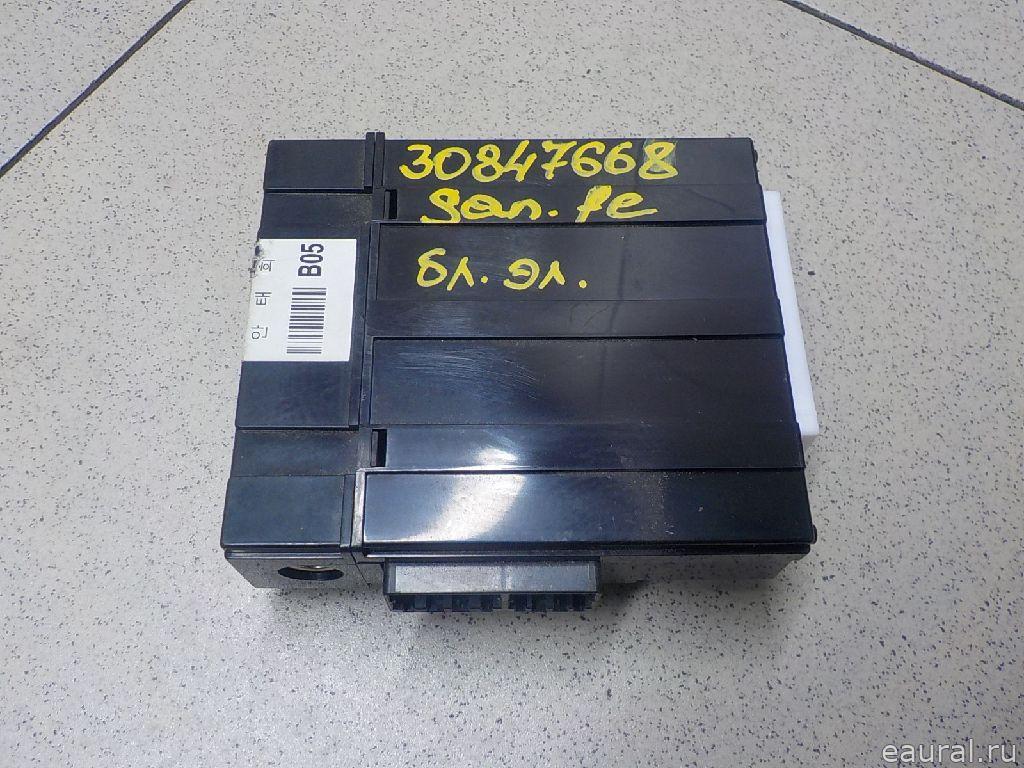 30847668
San. fe
бл. эл.
B05
안 태 희
eaural.ru